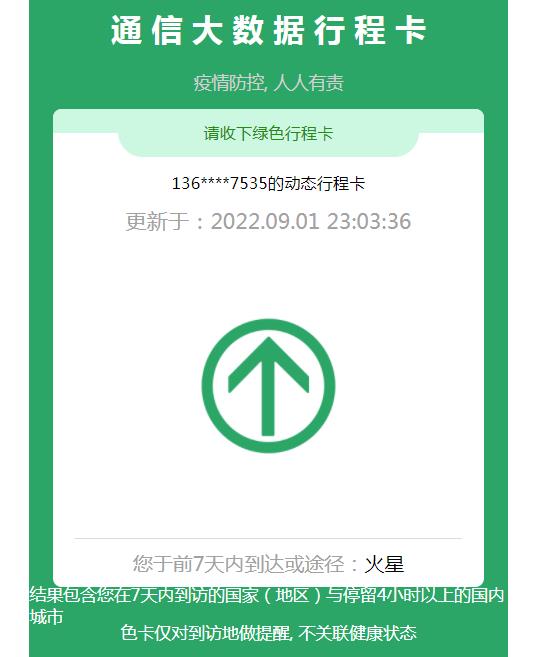 通信大数据行程卡
疫情防控, 人人有责
请收下绿色行程卡
136****7535的动态行程卡
更新于：2022.09.01 23:03:36
您于前7天内到达或途径：火星
结果包含您在7天内到访的国家（地区）与停留4小时以上的国内
城市
色卡仅对到访地做提醒, 不关联健康状态